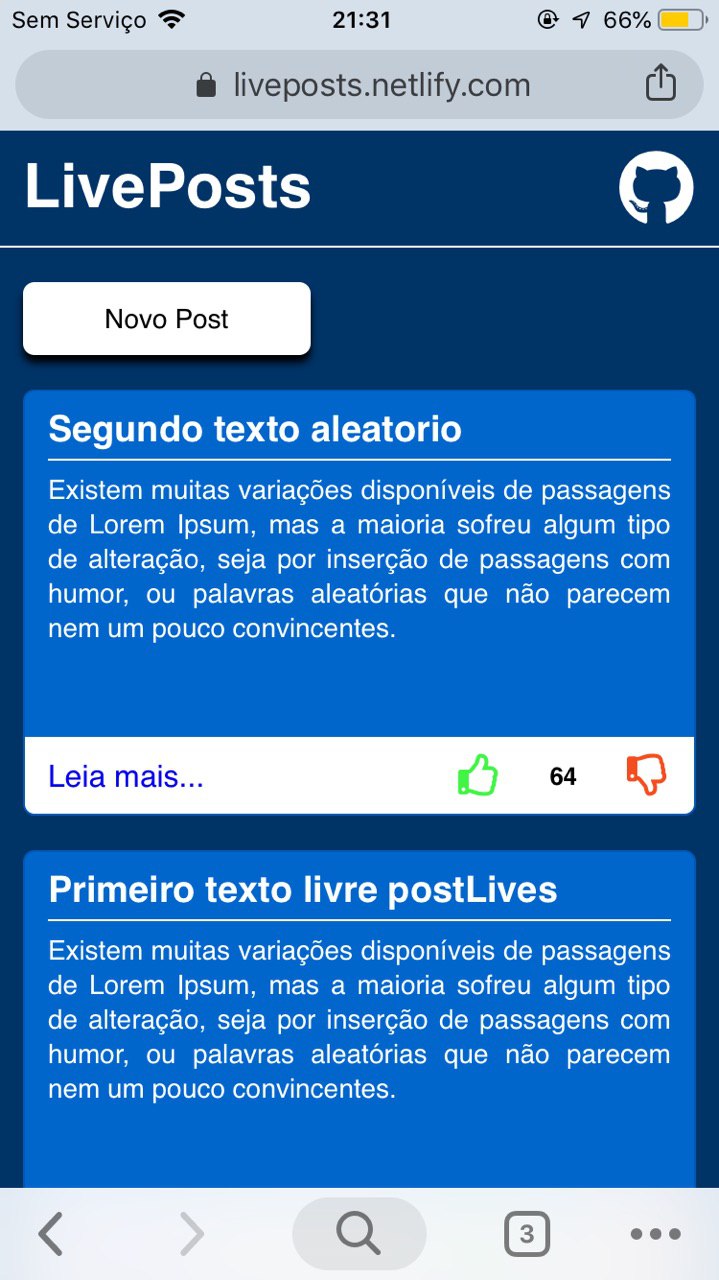 Sem Serviço 21:31 66%
liveposts.netlify.com
LivePosts
Novo Post
Segundo texto aleatorio
Existem muitas variações disponíveis de passagens
de Lorem Ipsum, mas a maioria sofreu algum tipo
de alteração, seja por inserção de passagens com
humor, ou palavras aleatórias que não parecem
nem um pouco convincentes.
Leia mais... 64
Primeiro texto livre postLives
Existem muitas variações disponíveis de passagens
de Lorem Ipsum, mas a maioria sofreu algum tipo
de alteração, seja por inserção de passagens com
humor, ou palavras aleatórias que não parecem
nem um pouco convincentes.
3